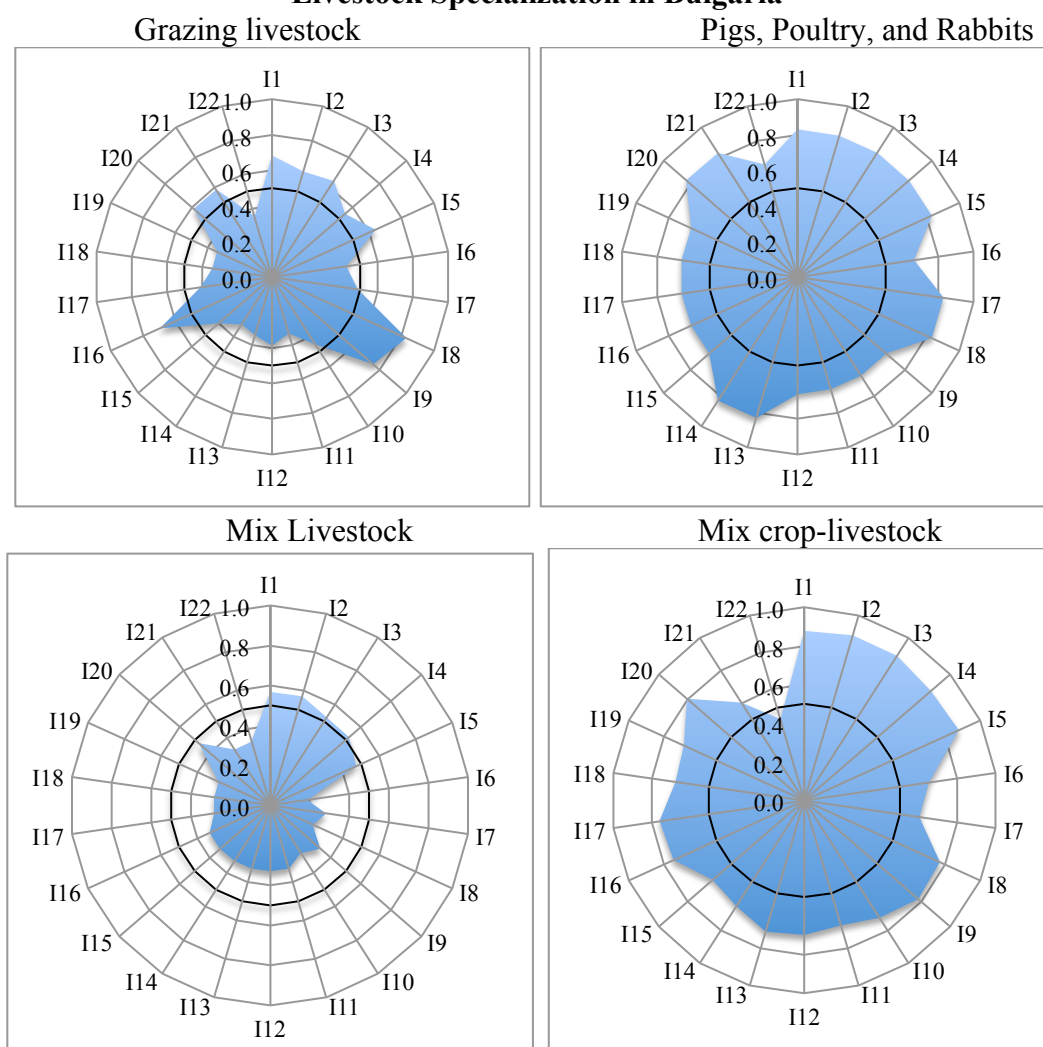 Livestock Specialization in Bulgaria
Grazing livestock
I1
I2
I3
I4
I5
I6
I7
I8
I9
I10
I11
I12
I13
I14
I15
I16
I17
I18
I19
I20
I21
I22
1.0
0.8
0.6
0.4
0.2
0.0
Pigs, Poultry, and Rabbits
I1
I2
I3
I4
I5
I6
I7
I8
I9
I10
I11
I12
I13
I14
I15
I16
I17
I18
I19
I20
I21
I22
1.0
0.8
0.6
0.4
0.2
0.0
Mix Livestock
I1
I2
I3
I4
I5
I6
I7
I8
I9
I10
I11
I12
I13
I14
I15
I16
I17
I18
I19
I20
I21
I22
1.0
0.8
0.6
0.4
0.2
0.0
Mix crop-livestock
I1
I2
I3
I4
I5
I6
I7
I8
I9
I10
I11
I12
I13
I14
I15
I16
I17
I18
I19
I20
I21
I22
1.0
0.8
0.6
0.4
0.2
0.0